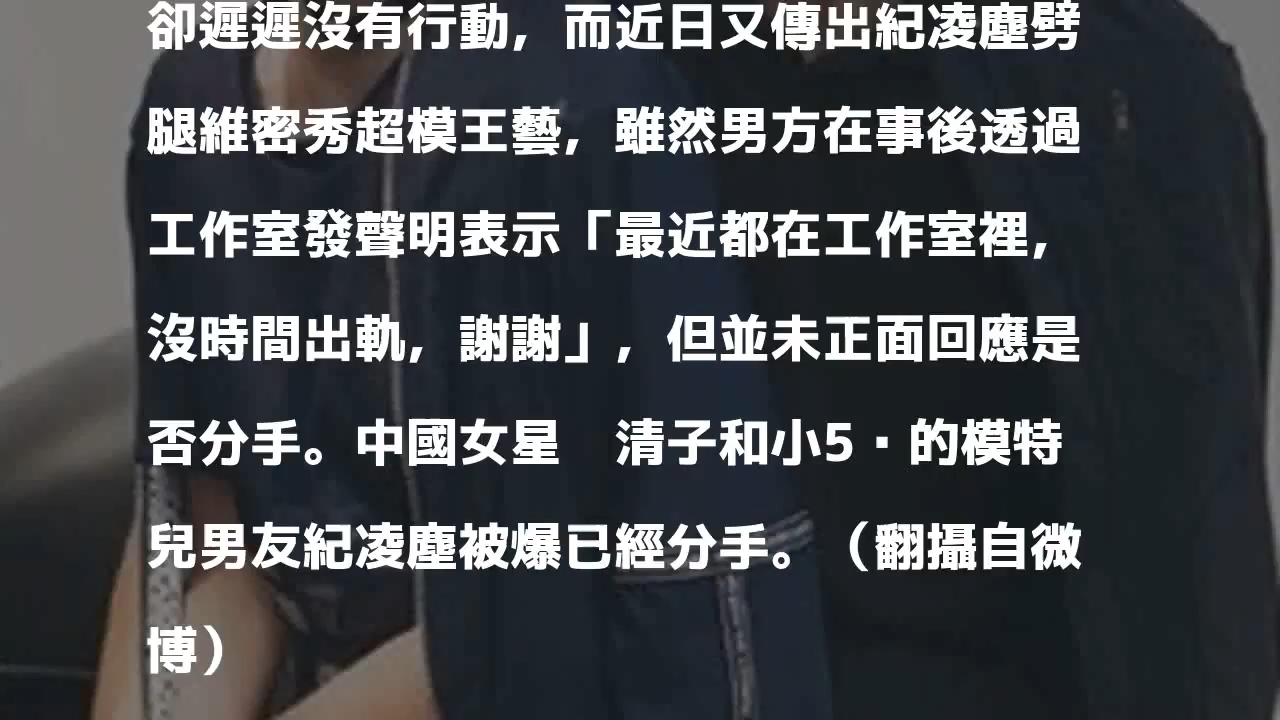 卻遲遲沒有行動，而近日又傳出紀凌塵劈
腿維密秀超模王藝，雖然男方在事後透過
工作室發聲明表示「最近都在工作室裡，
沒時間出軌，謝謝」，但並未正面回應是
否分手。中國女星　清子和小5・的模特
兒男友紀凌塵被爆已經分手。（翻攝自微
博）